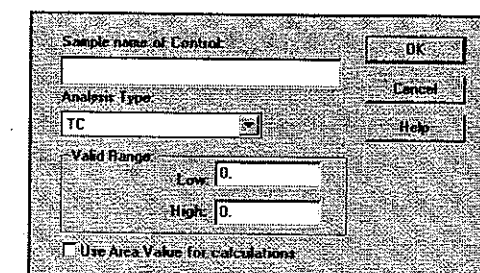 Sample name of Control:
OK
Cancel
Analysis Type:
TC
Help
Valid Range:
Low: 0.
High: 0.
Use Area Value for calculations